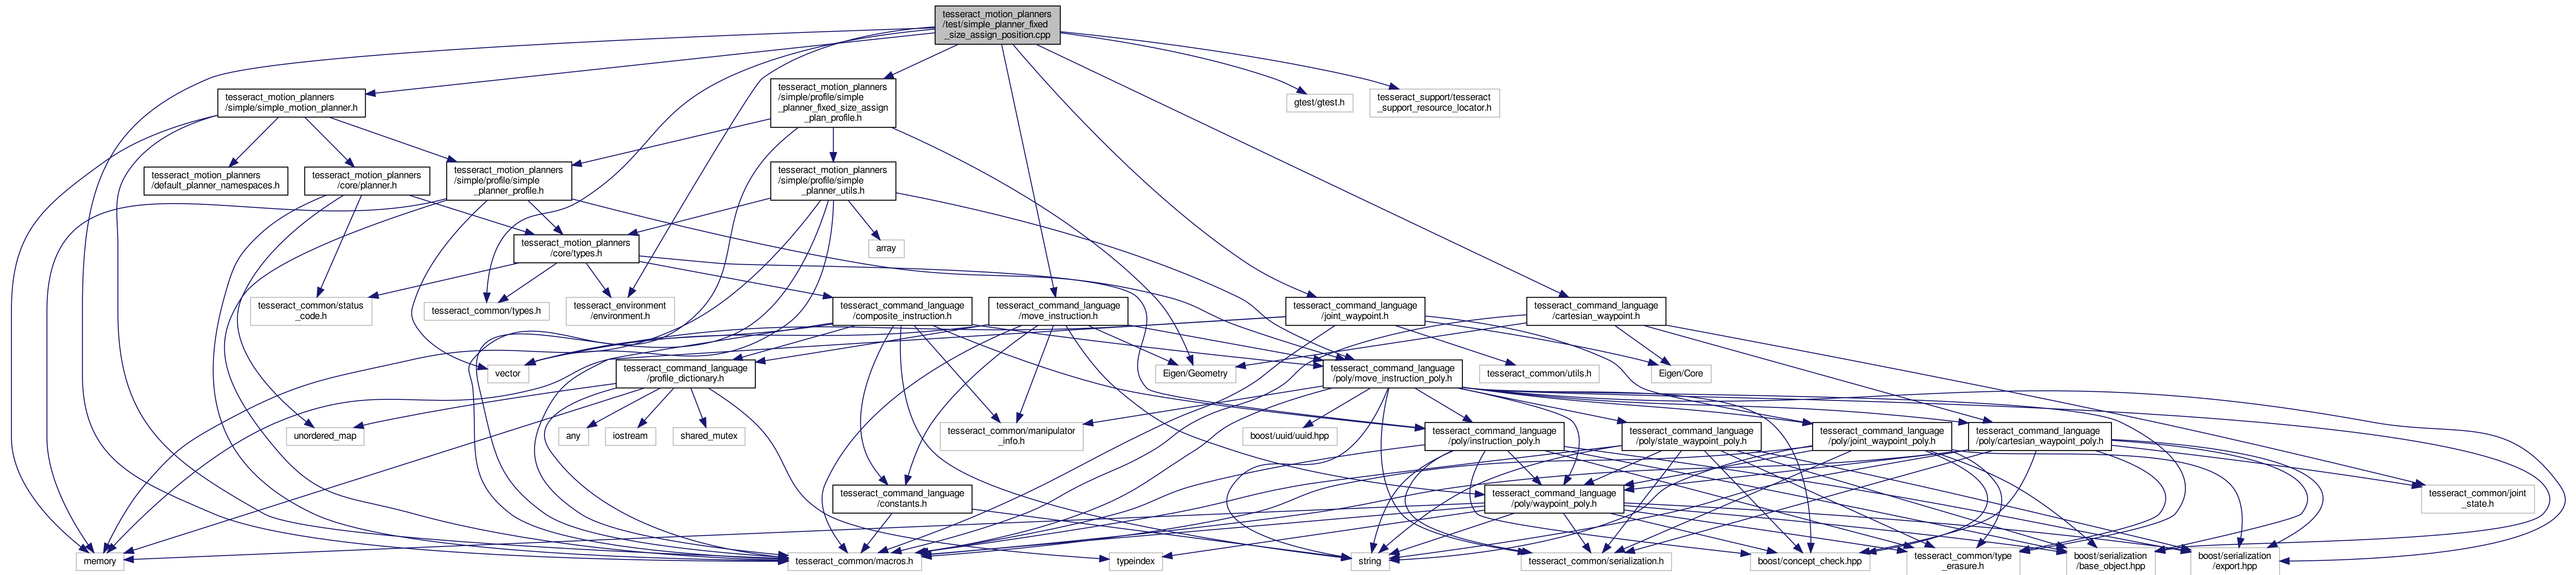 tesseract_motion_planners
/test/simple_planner_fixed
_size_assign_position.cpp
tesseract_motion_planners
/simple/simple_motion_planner.h
tesseract_motion_planners
/simple/profile/simple
_planner_fixed_size_assign
_plan_profile.h
gtest/gtest.h
tesseract_support/tesseract
_support_resource_locator.h
tesseract_motion_planners
/default_planner_namespaces.h
tesseract_motion_planners
/core/planner.h
tesseract_motion_planners
/simple/profile/simple
_planner_profile.h
tesseract_motion_planners
/simple/profile/simple
_planner_utils.h
tesseract_motion_planners
/core/types.h
array
tesseract_common/status
_code.h
tesseract_common/types.h
tesseract_environment
/environment.h
tesseract_command_language
/composite_instruction.h
tesseract_command_language
/move_instruction.h
tesseract_command_language
/joint_waypoint.h
tesseract_command_language
/cartesian_waypoint.h
vector
tesseract_command_language
/profile_dictionary.h
Eigen/Geometry
tesseract_command_language
/poly/move_instruction_poly.h
tesseract_common/utils.h
Eigen/Core
unordered_map
any
iostream
shared_mutex
tesseract_common/manipulator
_info.h
boost/uuid/uuid.hpp
tesseract_command_language
/poly/instruction_poly.h
tesseract_command_language
/poly/state_waypoint_poly.h
tesseract_command_language
/poly/joint_waypoint_poly.h
tesseract_command_language
/poly/cartesian_waypoint_poly.h
tesseract_command_language
/constants.h
tesseract_command_language
/poly/waypoint_poly.h
tesseract_common/joint
_state.h
memory
tesseract_common/macros.h
typeindex
string
tesseract_common/serialization.h
boost/concept_check.hpp
tesseract_common/type
_erasure.h
boost/serialization
/base_object.hpp
boost/serialization
/export.hpp